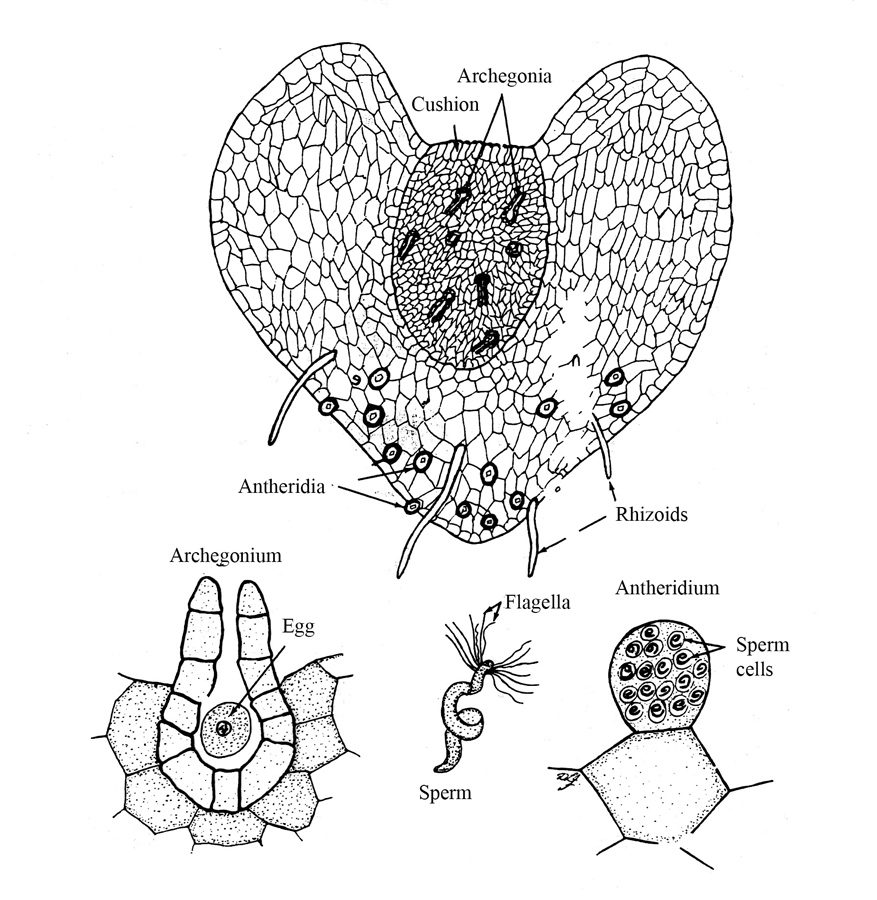 Archegonia
Cushion
Antheridia
Rhizoids
Archegonium
Egg
Flagella
Sperm
Antheridium
Sperm
cells